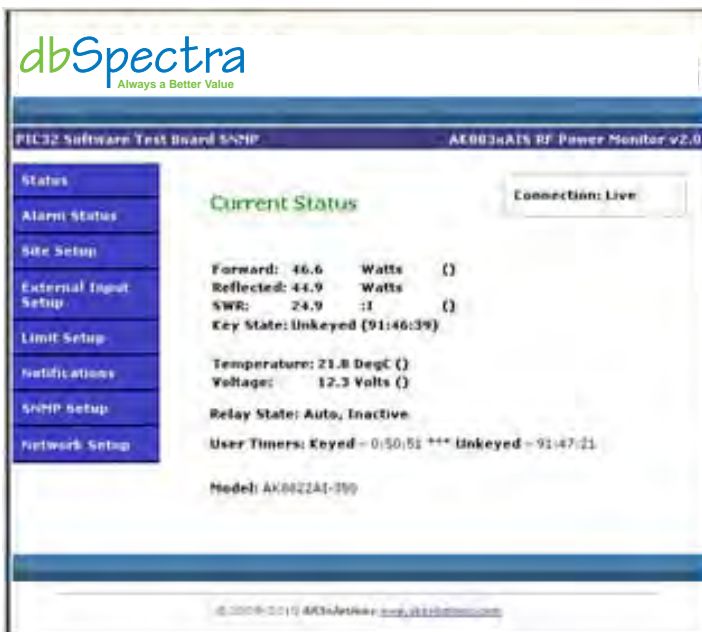 dbSpectra
Always a Better Value
PIC32 Software Test Board SNMP
RF Power Monitor v2.0
Status
Alarm Status
Site Setup
External Input
Setup
Limit Setup
Notifications
SNMP Setup
Network Setup
Current Status
Connection: Live
Forward: 46.6 Watts ()
Reflected: 44.9 Watts
SWR: 24.9 :1 ()
Key State: Unkeyed (91:46:39)
Temperature: 21.8 DegC ()
Voltage: 12.3 Volts ()
Relay State: Auto, Inactive
User Timers: Keyed - 0:50:51 *** Unkeyed - 91:47:21
Model: